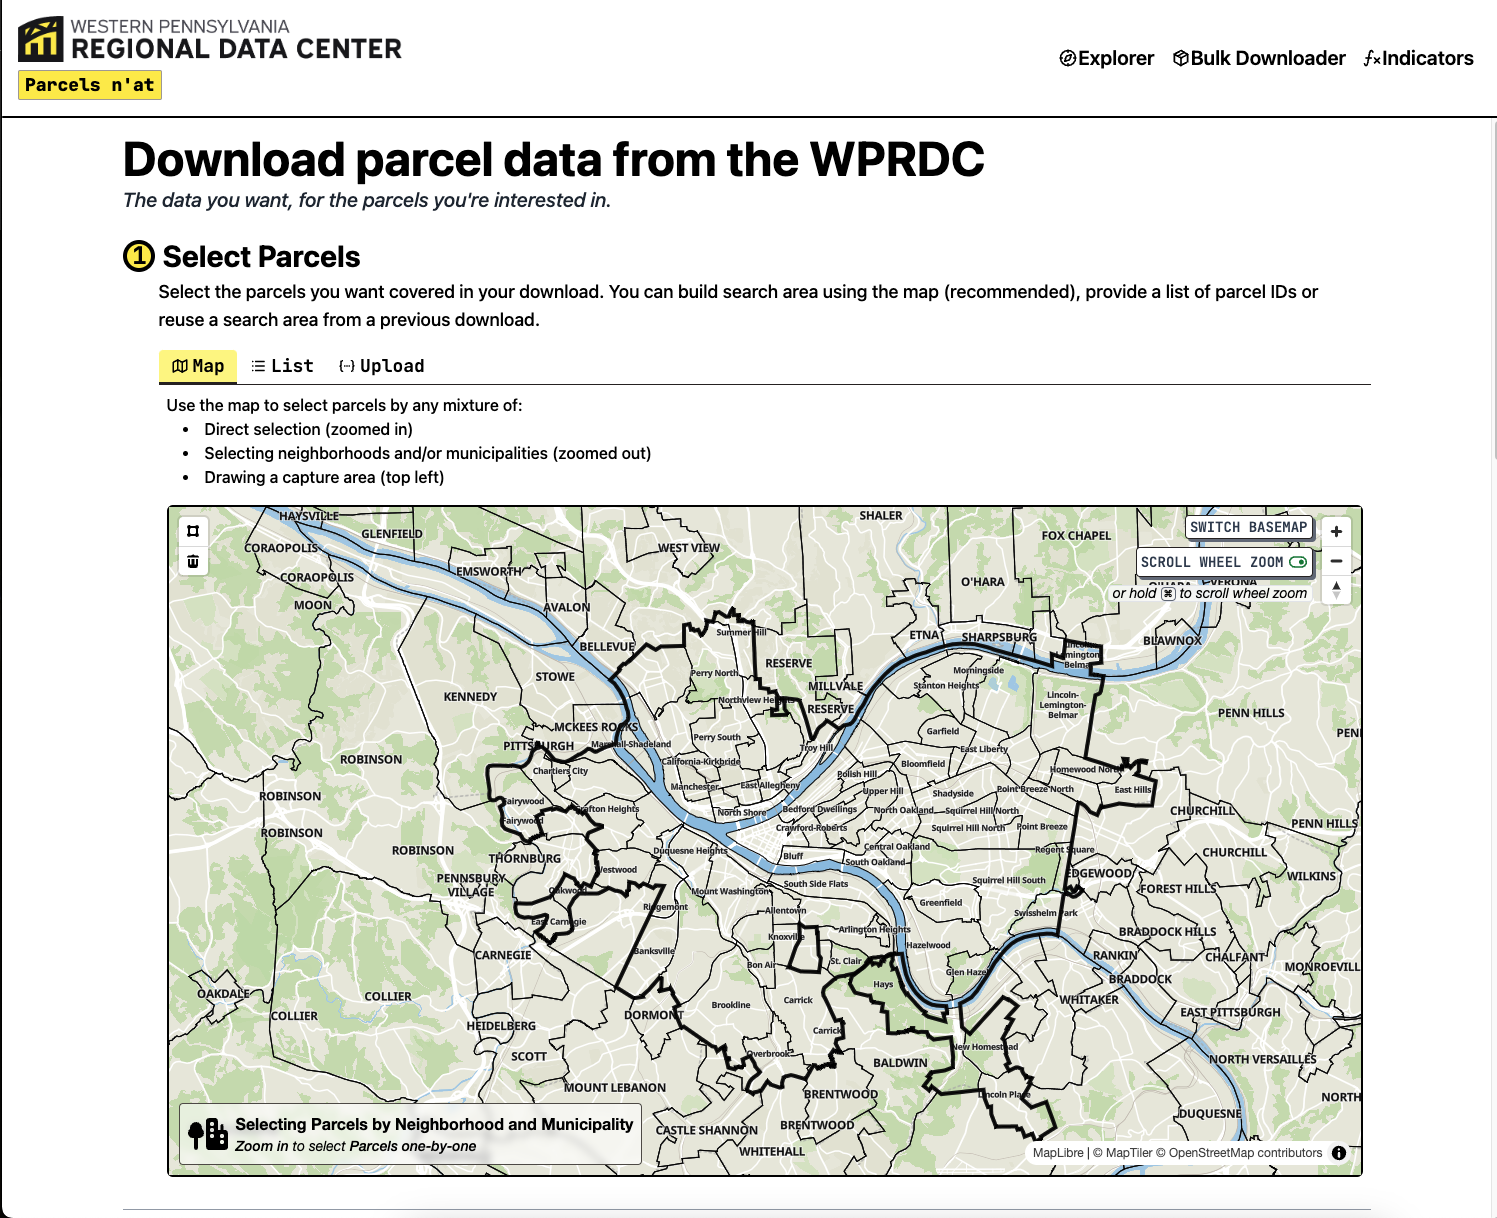 WESTERN PENNSYLVANIA
REGIONAL DATA CENTER
Parcels n'at
Explorer
Bulk Downloader
Indicators
Download parcel data from the WPRDC
The data you want, for the parcels you're interested in.
1 Select Parcels
Select the parcels you want covered in your download. You can build search area using the map (recommended), provide a list of parcel IDs or
reuse a search area from a previous download.
Map
List
Upload
Use the map to select parcels by any mixture of:
• Direct selection (zoomed in)
• Selecting neighborhoods and/or municipalities (zoomed out)
• Drawing a capture area (top left)
HAYSVILLE
SHALER
SWITCH BASEMAP
GLENFIELD
FOX CHAPEL
CORAOPOLIS
WEST VIEW
SCROLL WHEEL ZOOM
EMSWORTH
CORAOPOLIS
O'HARA
O'HARA
VERONA
or hold ⌘ to scroll wheel zoom
MOON
AVALON
Summer Hill
ETNA
SHARPSBURG
BLAWNOX
BELLEVUE
Lincoln-
Lemington-
Belmar
RESERVE
STOWE
Perry North
Morningside
KENNEDY
MILLVALE
Stanton Heights
Northview Heights
Lincoln-
Lemington-
Belmar
RESERVE
PENN HILLS
MCKEES ROCKS
Garfield
PENN
PITTSBURGH
Marshall-Shadeland
Perry South
Troy Hill
East Liberty
ROBINSON
California-Kirkbride
Bloomfield
Chartiers City
Polish Hill
Homewood North
Manchester
East Allegheny
Upper Hill
Shadyside
Point Breeze North
East Hills
ROBINSON
Fairywood
Crafton Heights
North Shore
Bedford Dwellings
North Oakland
Squirrel Hill North
CHURCHILL
Fairywood
Crawford-Roberts
Squirrel Hill North
Point Breeze
PENN HILLS
ROBINSON
ROBINSON
Duquesne Heights
Central Oakland
Regent Square
CHURCHILL
THORNBURG
Bluff
South Oakland
Westwood
EDGEWOOD
WILKINS
PENNSBURY
VILLAGE
Oakwood
Mount Washington
South Side Flats
Squirrel Hill South
FOREST HILLS
Ridgemont
Allentown
Greenfield
Swisshelm Park
East Carnegie
Arlington Heights
BRADDOCK HILLS
Knoxville
Hazelwood
CARNEGIE
Banksville
RANKIN
CHALFANT
Bon Air
St. Clair
Glen Hazel
MONROEVILL
BRADDOCK
OAKDALE
Hays
COLLIER
Brookline
Carrick
WHITAKER
COLLIER
DORMONT
EAST PITTSBURGH
HEIDELBERG
Carrick
New Homestead
SCOTT
Overbrook
BALDWIN
NORTH VERSAILLES
MOUNT LEBANON
BRENTWOOD
Lincoln Place
NORTH
DUQUESNE
Selecting Parcels by Neighborhood and Municipality
Zoom in to select Parcels one-by-one
CASTLE SHANNON
BRENTWOOD
WHITEHALL
MapLibre | © MapTiler © OpenStreetMap contributors